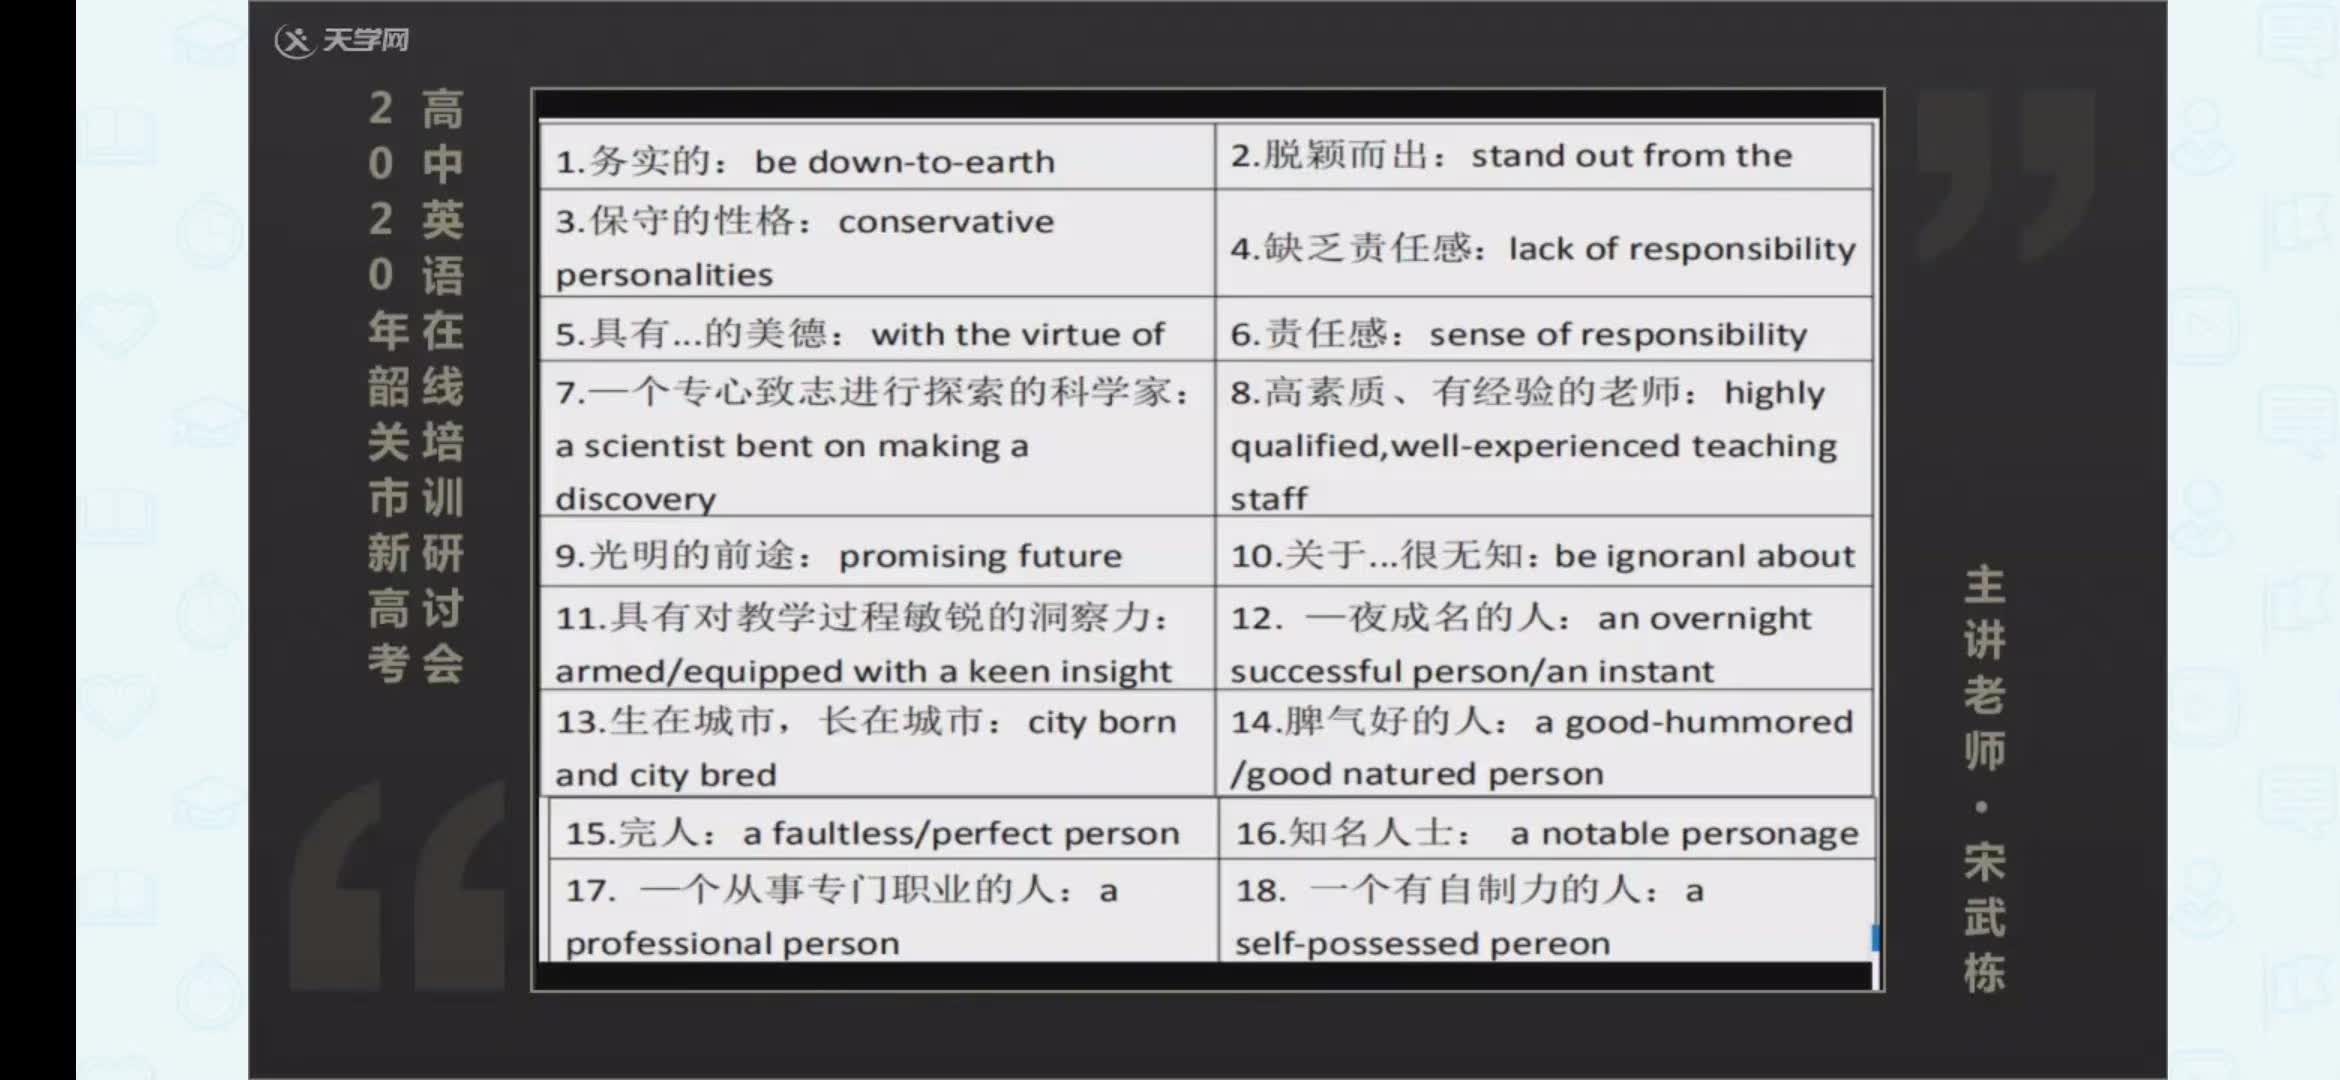 天学网
高中英语在线培训研讨会
2020年韶关市新高考
1.务实的：be down-to-earth
2.脱颖而出：stand out from the
3.保守的性格：conservative
personalities
4.缺乏责任感：lack of responsibility
5.具有...的美德：with the virtue of
6.责任感：sense of responsibility
7.一个专心致志进行探索的科学家：
a scientist bent on making a
discovery
8.高素质、有经验的老师：highly
qualified,well-experienced teaching
staff
9.光明的前途：promising future
10.关于...很无知：be ignoranl about
11.具有对教学过程敏锐的洞察力：
armed/equipped with a keen insight
12. 一夜成名的人：an overnight
successful person/an instant
13.生在城市，长在城市：city born
and city bred
14.脾气好的人：a good-hummored
/good natured person
15.完人：a faultless/perfect person
16.知名人士： a notable personage
17. 一个从事专门职业的人：a
professional person
18. 一个有自制力的人：a
self-possessed pereon
主讲老师·宋武栋